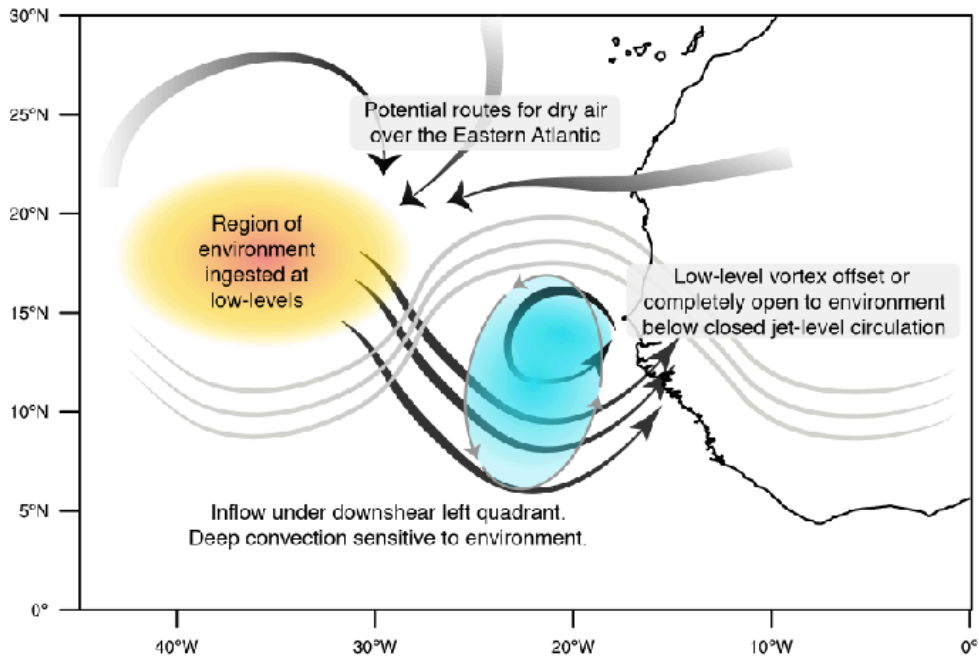 30°N
25°N
20°N
15°N
10°N
5°N
0°
Potential routes for dry air
over the Eastern Atlantic
Region of
environment
ingested at
low-levels
Low-level vortex offset or
completely open to environment
below closed jet-level circulation
Inflow under downshear left quadrant.
Deep convection sensitive to environment.
40°W
30°W
20°W
10°W
0°